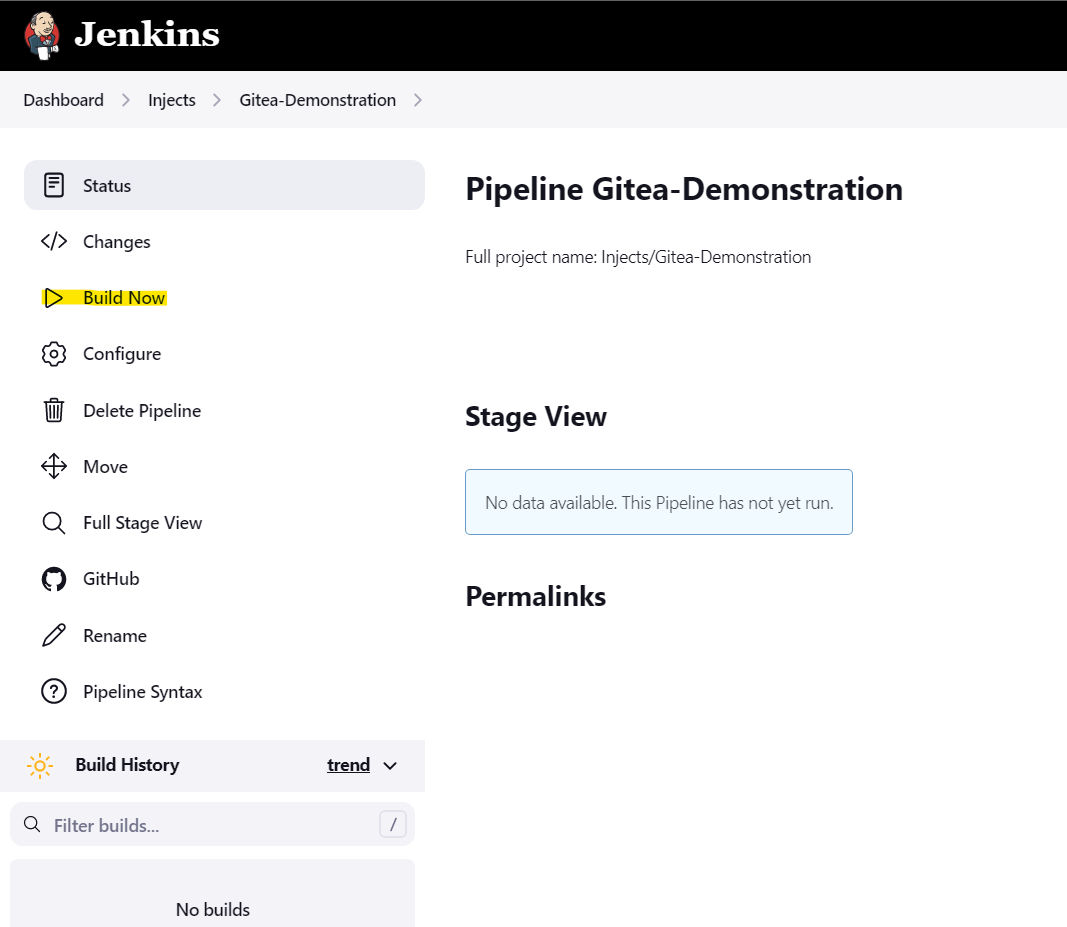 Jenkins
Dashboard > Injects > Gitea-Demonstration >
Status
Changes
Build Now
Configure
Delete Pipeline
Move
Full Stage View
GitHub
Rename
Pipeline Syntax
Build History trend
Filter builds... /
No builds
Pipeline Gitea-Demonstration
Full project name: Injects/Gitea-Demonstration
Stage View
No data available. This Pipeline has not yet run.
Permalinks